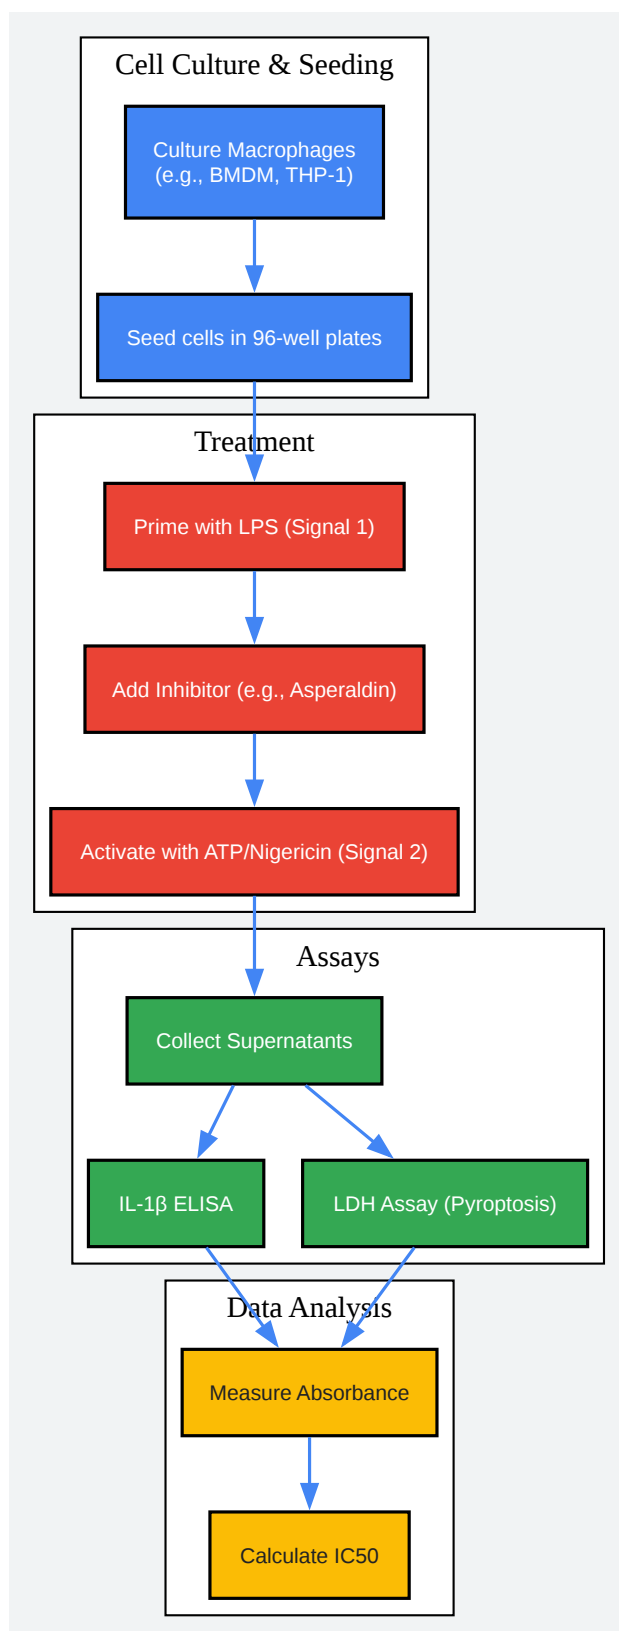 Cell Culture & Seeding
Culture Macrophages
(e.g., BMDM, THP-1)
Seed cells in 96-well plates
Treatment
Prime with LPS (Signal 1)
Add Inhibitor (e.g., Asperaldin)
Activate with ATP/Nigericin (Signal 2)
Assays
Collect Supernatants
IL-1β ELISA
LDH Assay (Pyroptosis)
Data Analysis
Measure Absorbance
Calculate IC50